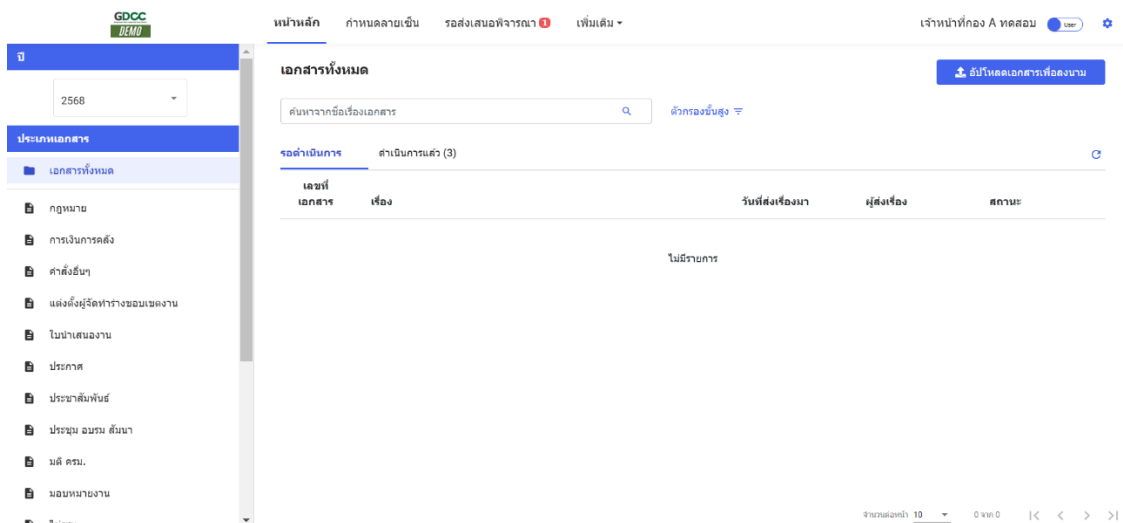 GDCC
DEMO
หน้าหลัก กำหนดลายเซ็น รอส่งเสนอพิจารณา 1 เพิ่มเติม
เจ้าหน้าที่กอง A ทดสอบ User
ปี
2568
ประเภทเอกสาร
เอกสารทั้งหมด
กฎหมาย
การเงินการคลัง
คำสั่งอื่นๆ
แต่งตั้งผู้จัดทำร่างขอบเขตงาน
ใบนำเสนองาน
ประกาศ
ประชาสัมพันธ์
ประชุม อบรม สัมนา
มติ ครม.
มอบหมายงาน
เอกสารทั้งหมด
อัปโหลดเอกสารเพื่อลงนาม
ค้นหาจากชื่อเรื่องเอกสาร
ตัวกรองขั้นสูง
รอดำเนินการ ดำเนินการแล้ว (3)
เลขที่
เอกสาร เรื่อง วันที่ส่งเรื่องมา ผู้ส่งเรื่อง สถานะ
ไม่มีรายการ
จำนวนต่อหน้า 10 0 จาก 0